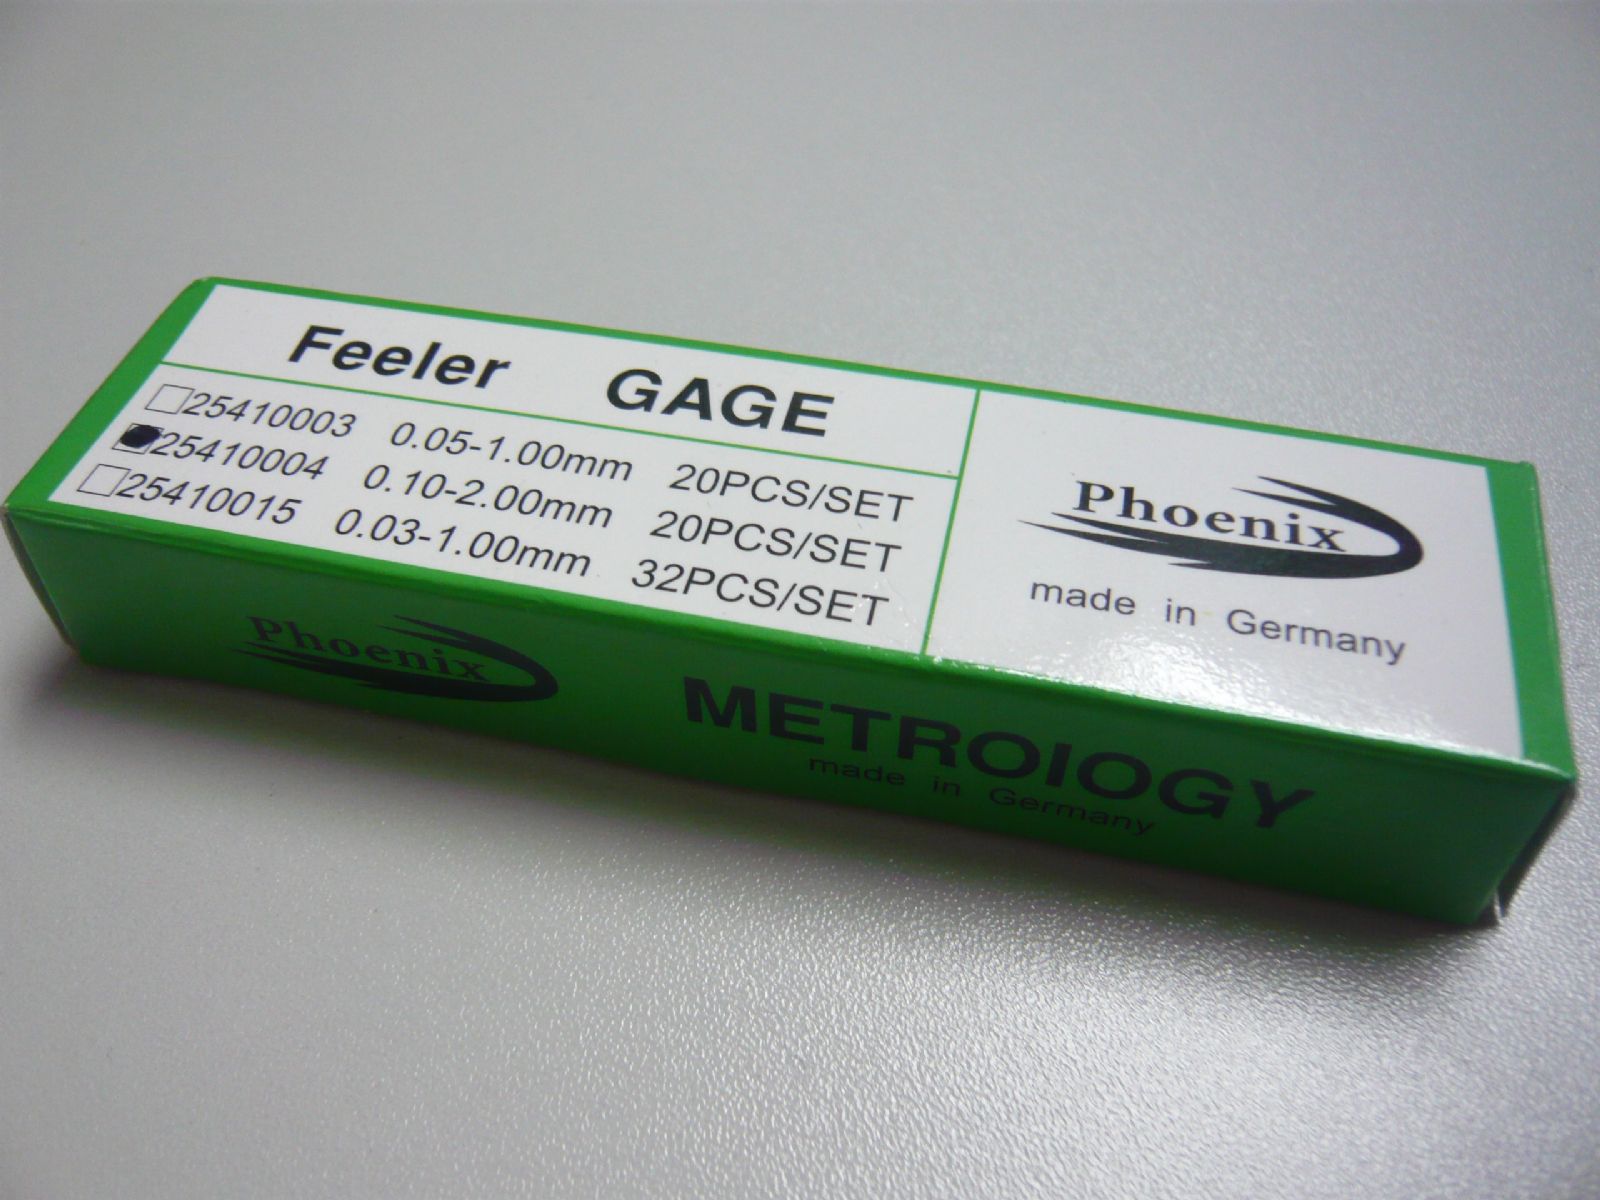 Feeler GAGE
25410003 0.05-1.00mm 20PCS/SET
25410004 0.10-2.00mm 20PCS/SET
25410015 0.03-1.00mm 32PCS/SET
Phoenix
made in Germany
Phoenix
METROIOGY
made in Germany